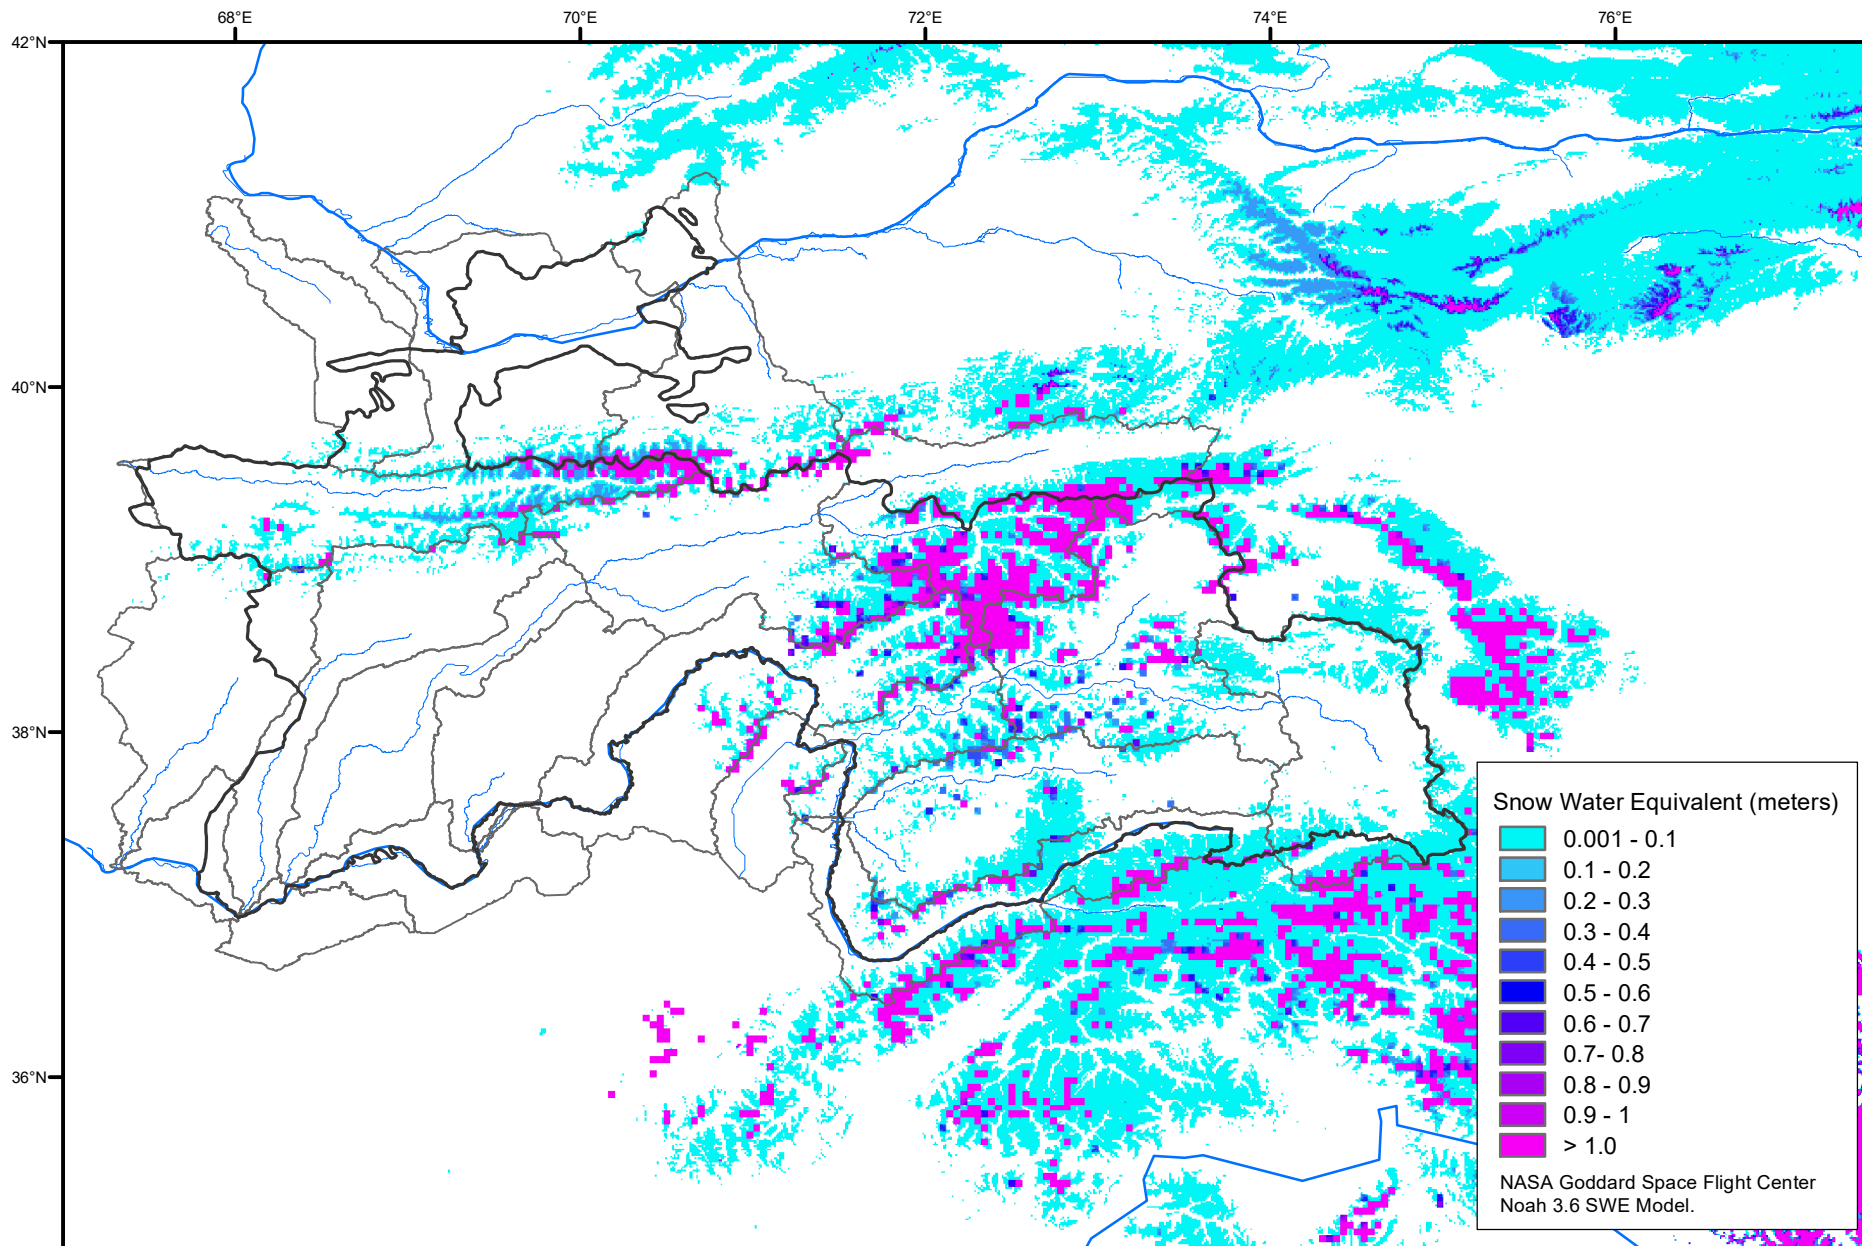 68°E
70°E
72°E
74°E
76°E
42°N
40°N
38°N
36°N
Snow Water Equivalent (meters)
0.001 - 0.1
0.1 - 0.2
0.2 - 0.3
0.3 - 0.4
0.4 - 0.5
0.5 - 0.6
0.6 - 0.7
0.7- 0.8
0.8 - 0.9
0.9 - 1
> 1.0
NASA Goddard Space Flight Center
Noah 3.6 SWE Model.